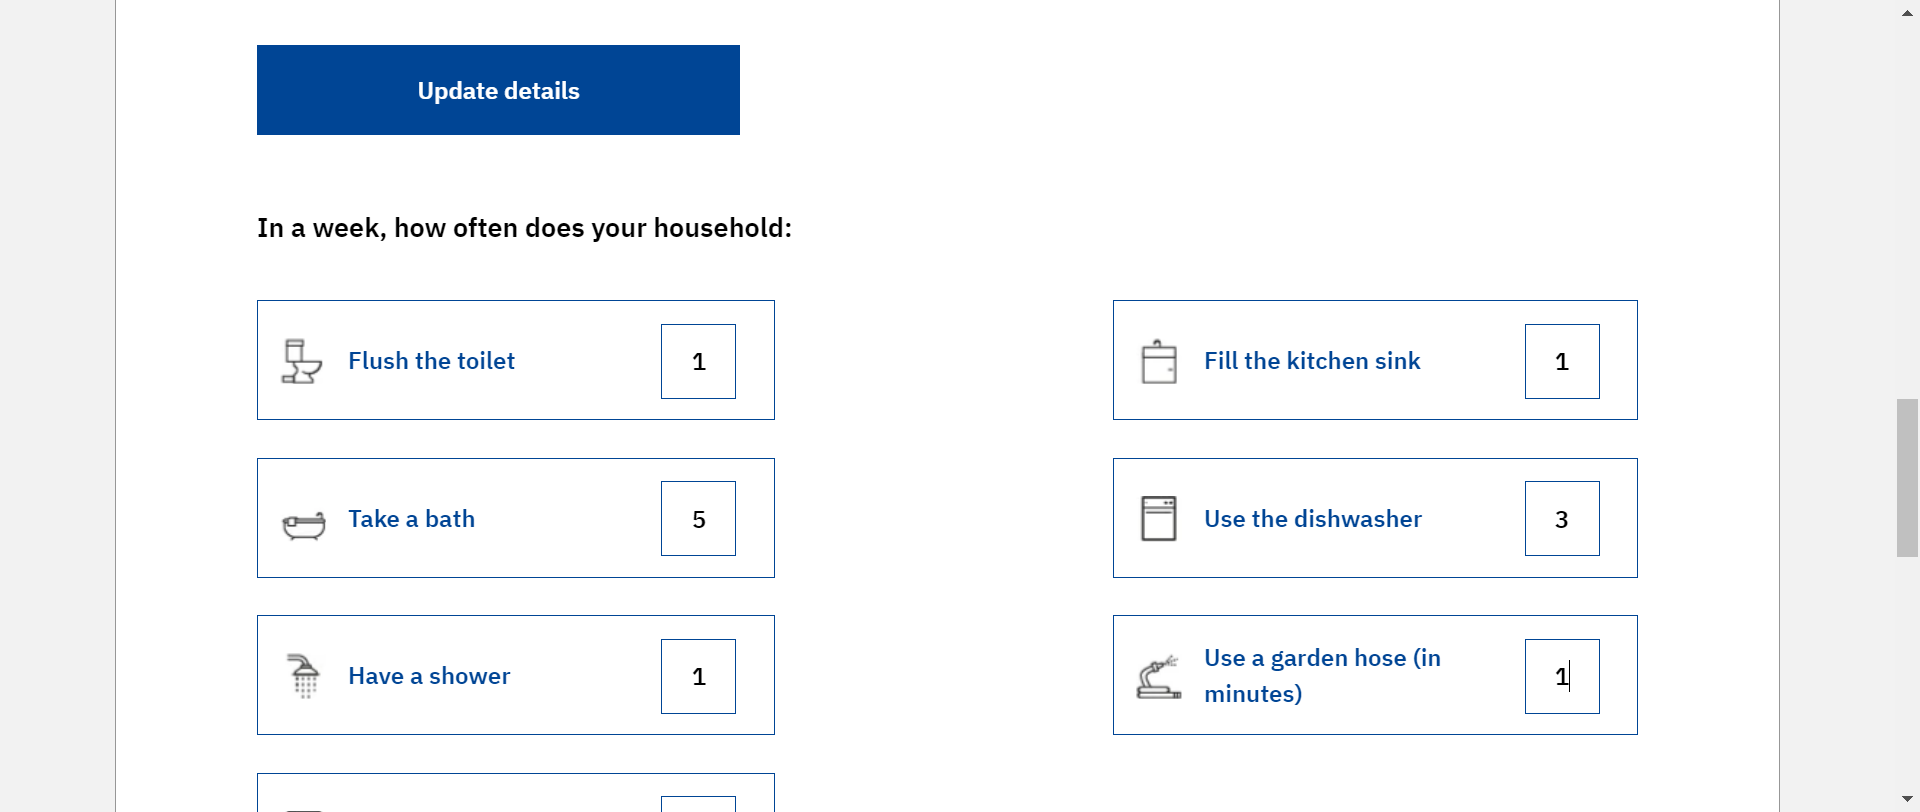 Update details
In a week, how often does your household:
Flush the toilet 1
Fill the kitchen sink 1
Take a bath 5
Use the dishwasher 3
Have a shower 1
Use a garden hose (in
minutes) 1